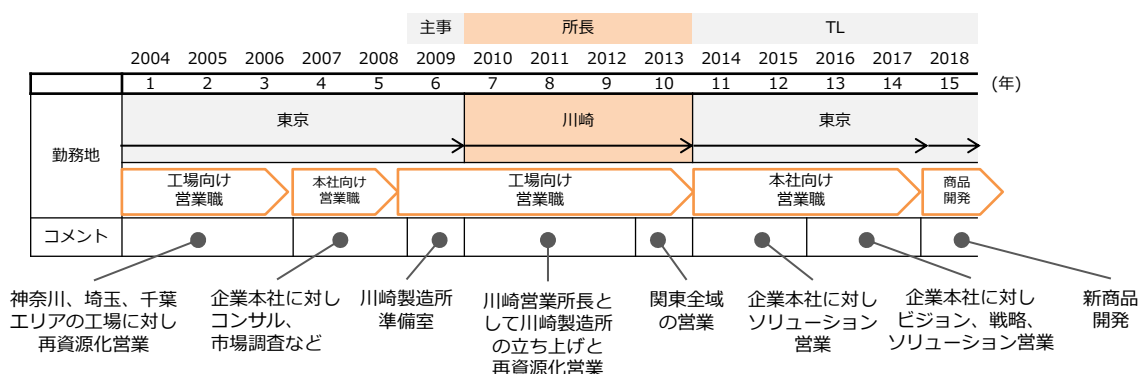 主事 所長 TL
2004 2005 2006 2007 2008 2009 2010 2011 2012 2013 2014 2015 2016 2017 2018
1 2 3 4 5 6 7 8 9 10 11 12 13 14 15 (年)
勤務地
東京 川崎 東京
工場向け
営業職
本社向け
営業職
工場向け
営業職
本社向け
営業職
商品
開発
コメント
神奈川、埼玉、千葉
エリアの工場に対し
再資源化営業
企業本社に対し
コンサル、
市場調査など
川崎製造所
準備室
川崎営業所長と
して川崎製造所
の立ち上げと
再資源化営業
関東全域
の営業
企業本社に対し
ソリューション
営業
企業本社に対し
ビジョン、戦略、
ソリューション営業
新商品
開発